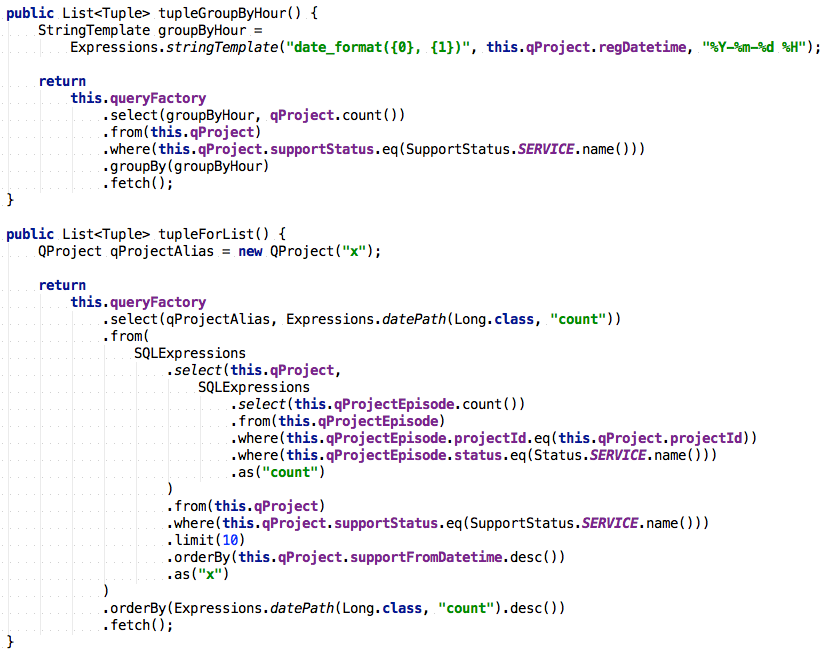 public List<Tuple> tupleGroupByHour() {
    StringTemplate groupByHour =
        Expressions.stringTemplate("date_format({0}, {1})", this.qProject.regDatetime, "%Y-%m-%d %H");

    return
        this.queryFactory
            .select(groupByHour, qProject.count())
            .from(this.qProject)
            .where(this.qProject.supportStatus.eq(SupportStatus.SERVICE.name()))
            .groupBy(groupByHour)
            .fetch();
}

public List<Tuple> tupleForList() {
    QProject qProjectAlias = new QProject("x");

    return
        this.queryFactory
            .select(qProjectAlias, Expressions.datePath(Long.class, "count"))
            .from(
                SQLExpressions
                    .select(this.qProject,
                        SQLExpressions
                            .select(this.qProjectEpisode.count())
                            .from(this.qProjectEpisode)
                            .where(this.qProjectEpisode.projectId.eq(this.qProject.projectId))
                            .where(this.qProjectEpisode.status.eq(Status.SERVICE.name()))
                            .as("count")
                    )
                    .from(this.qProject)
                    .where(this.qProject.supportStatus.eq(SupportStatus.SERVICE.name()))
                    .limit(10)
                    .orderBy(this.qProject.supportFromDatetime.desc())
                    .as("x")
            )
            .orderBy(Expressions.datePath(Long.class, "count").desc())
            .fetch();
}